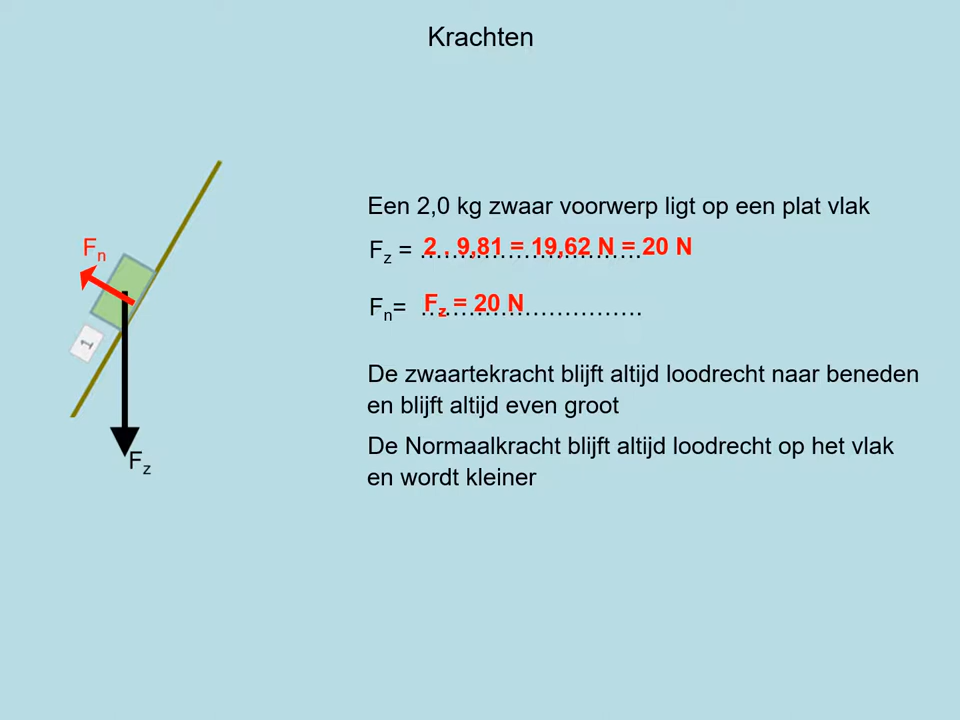 Krachten
Een 2,0 kg zwaar voorwerp ligt op een plat vlak
Fz = ............................ 2 . 9,81 = 19,62 N = 20 N
Fn= ............................ Fz = 20 N
De zwaartekracht blijft altijd loodrecht naar beneden
en blijft altijd even groot
De Normaalkracht blijft altijd loodrecht op het vlak
en wordt kleiner
Fn
1
Fz